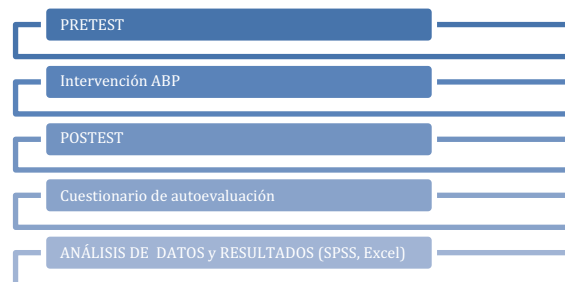 PRETEST
Intervención ABP
POSTEST
Cuestionario de autoevaluación
ANÁLISIS DE DATOS y RESULTADOS (SPSS, Excel)